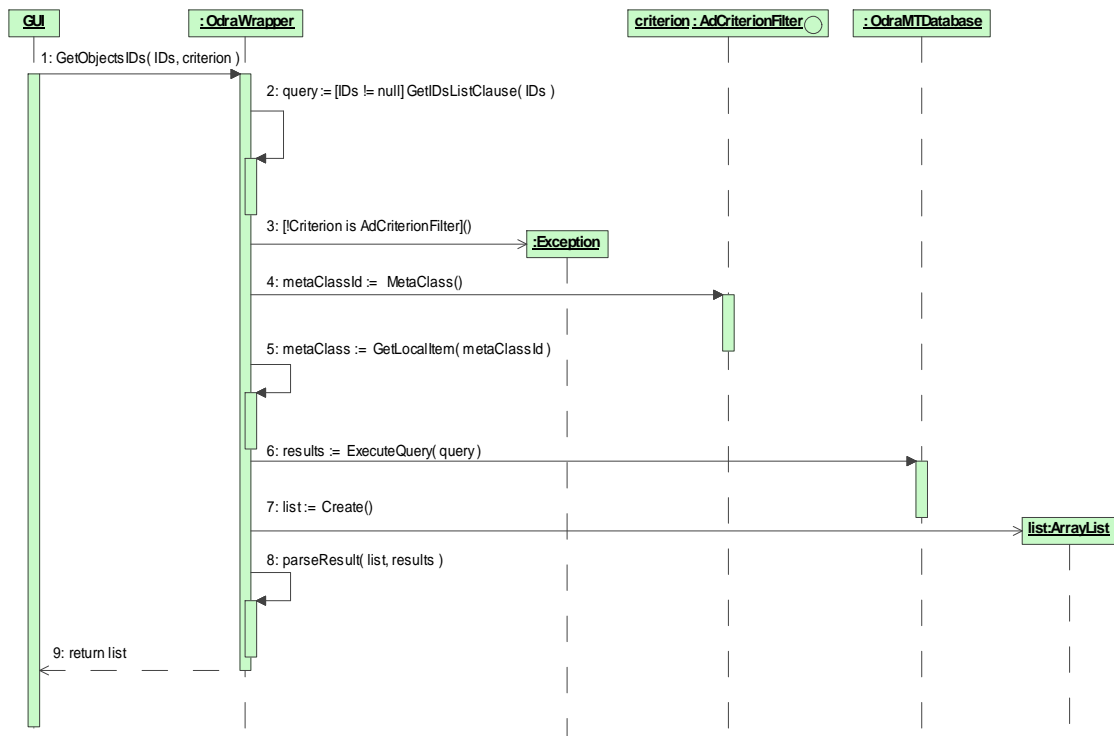 GUI
: OdraWrapper
criterion : AdCriterionFilter
: OdraMTDatabase
1: GetObjectsIDs( IDs, criterion )
2: query := [IDs != null] GetIDsListClause( IDs )
3: [!Criterion is AdCriterionFilter]()
:Exception
4: metaClassId := MetaClass()
5: metaClass := GetLocalItem( metaClassId )
6: results := ExecuteQuery( query )
7: list := Create()
list:ArrayList
8: parseResult( list, results )
9: return list